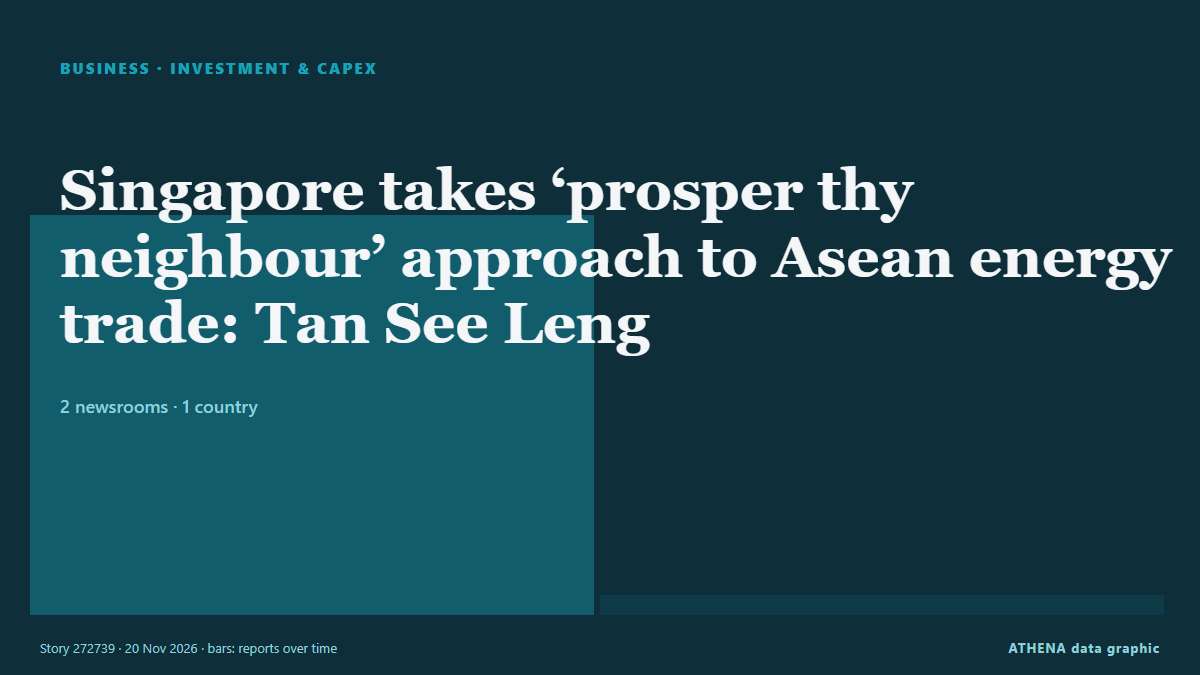 BUSINESS · INVESTMENT & CAPEX
Singapore takes ‘prosper thy
neighbour’ approach to Asean energy
trade: Tan See Leng
2 newsrooms · 1 country
Story 272739 · 20 Nov 2026 · bars: reports over time
ATHENA data graphic